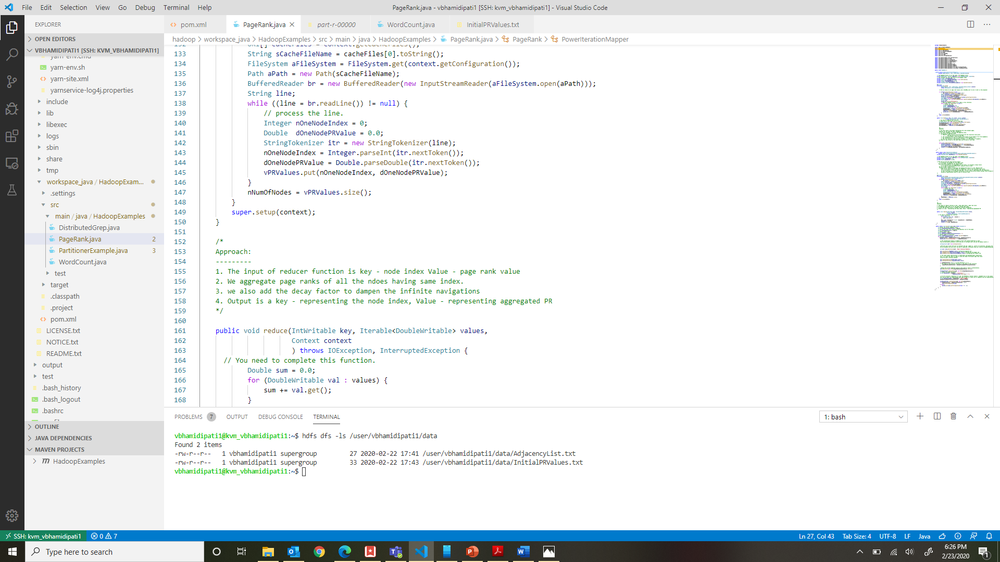 File Edit Selection View Go Debug Terminal Help
PageRank.java - vbhamidipati1 [SSH: kvm_vbhamidipati1] - Visual Studio Code
EXPLORER
pom.xml
PageRank.java
part-r-00000
WordCount.java
InitialPRValues.txt
hadoop > workspace_java > HadoopExamples > src > main > java > HadoopExamples > PageRank.java > PageRank > PowerIterationMapper
OPEN EDITORS
VBHAMIDIPATI1 [SSH: KVM_VBHAMIDIPATI1]
yarn-env.cmd
yarn-env.sh
yarn-site.xml
yarnservice-log4j.properties
include
lib
libexec
logs
sbin
share
tmp
workspace_java / HadoopExam...
.settings
src
main / java / HadoopExamples
DistributedGrep.java
PageRank.java 2
PartitionerExample.java 3
WordCount.java
test
target
.classpath
.project
pom.xml
LICENSE.txt
NOTICE.txt
README.txt
output
test
.bash_history
.bash_logout
.bashrc
OUTLINE
JAVA DEPENDENCIES
MAVEN PROJECTS
HadoopExamples
132 URI[] cacheFiles = context.getCacheFiles();
133 String sCacheFileName = cacheFiles[0].toString();
134 FileSystem aFileSystem = FileSystem.get(context.getConfiguration());
135 Path aPath = new Path(sCacheFileName);
136 BufferedReader br = new BufferedReader(new InputStreamReader(aFileSystem.open(aPath)));
137 String line;
138 while ((line = br.readLine()) != null) {
139 // process the line.
140 Integer nOneNodeIndex = 0;
141 Double  dOneNodePRValue = 0.0;
142 StringTokenizer itr = new StringTokenizer(line);
143 nOneNodeIndex = Integer.parseInt(itr.nextToken());
144 dOneNodePRValue = Double.parseDouble(itr.nextToken());
145 vPRValues.put(nOneNodeIndex, dOneNodePRValue);
146 }
147 nNumOfNodes = vPRValues.size();
148 }
149 super.setup(context);
150 }
151
152 /*
153 Approach:
154 ---------
155 1. The input of reducer function is key - node index Value - page rank value
156 2. We aggregate page ranks of all the ndoes having same index.
157 3. we also add the decay factor to dampen the infinite navigations
158 4. Output is a key - representing the node index, Value - representing aggregated PR
159 */
160
161 public void reduce(IntWritable key, Iterable<DoubleWritable> values,
162 Context context
163 ) throws IOException, InterruptedException {
164 // You need to complete this function.
165 Double sum = 0.0;
166 for (DoubleWritable val : values) {
167 sum += val.get();
168 }
PROBLEMS 7 OUTPUT DEBUG CONSOLE TERMINAL
1: bash
vbhamidipati1@kvm_vbhamidipati1:~$ hdfs dfs -ls /user/vbhamidipati1/data
Found 2 items
-rw-r--r--   1 vbhamidipati1 supergroup         27 2020-02-22 17:41 /user/vbhamidipati1/data/AdjacencyList.txt
-rw-r--r--   1 vbhamidipati1 supergroup         33 2020-02-22 17:43 /user/vbhamidipati1/data/InitialPRValues.txt
vbhamidipati1@kvm_vbhamidipati1:~$
SSH: kvm_vbhamidipati1 0 7
Ln 27, Col 43 Tab Size: 4 UTF-8 LF Java
Type here to search
6:26 PM
2/23/2020
1